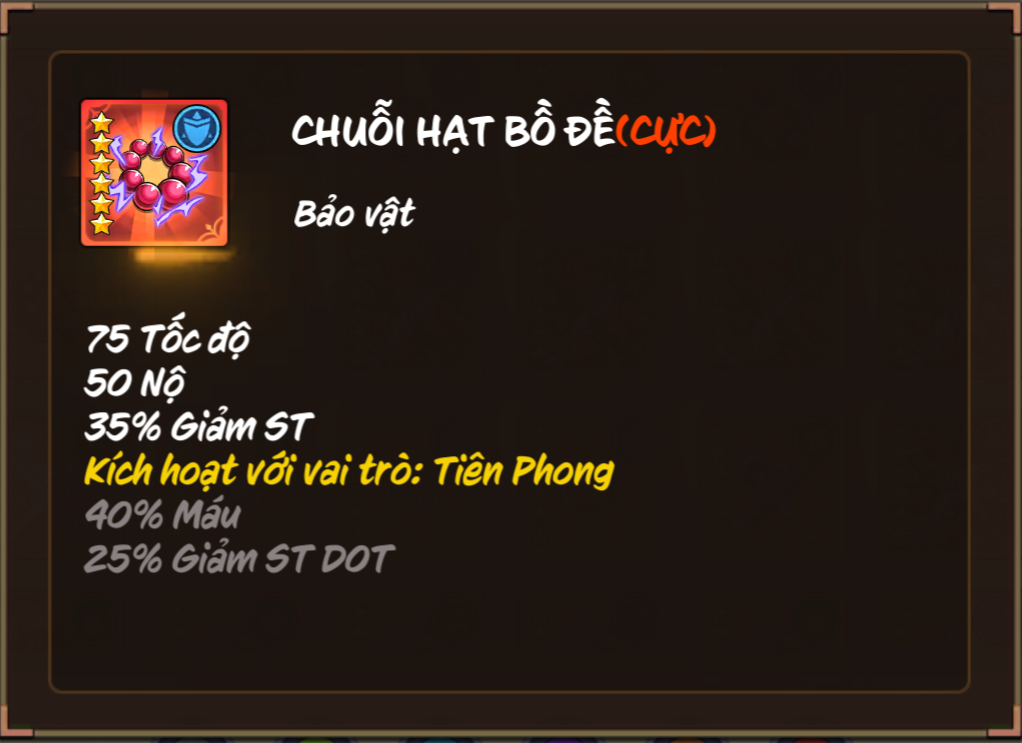 CHUỖI HẠT BỒ ĐỀ(CỰC)
Bảo vật
75 Tốc độ
50 Nộ
35% Giảm ST
Kích hoạt với vai trò: Tiên Phong
40% Máu
25% Giảm ST DOT